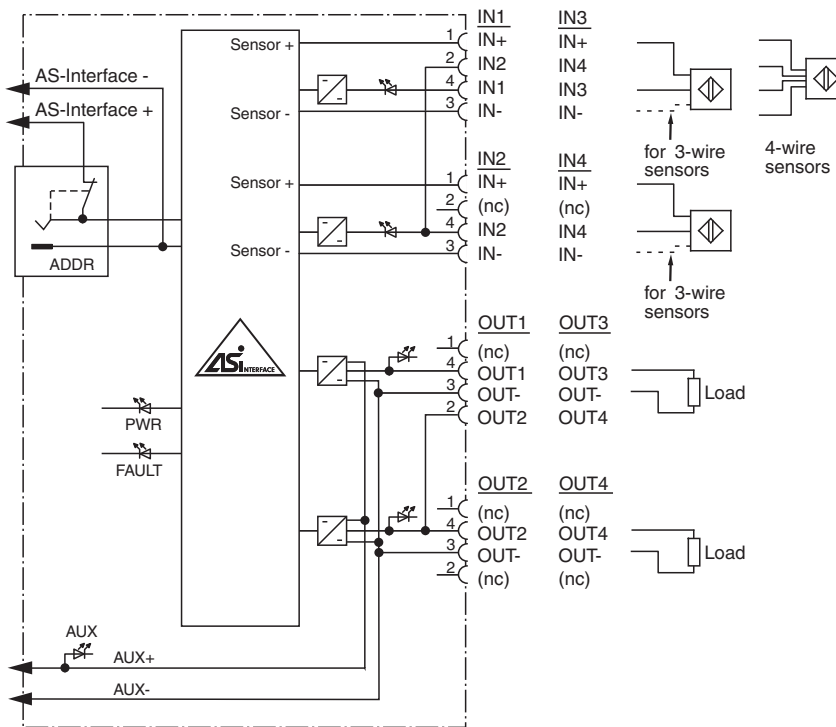 IN1 IN3
1 IN+ IN+
Sensor +
2 IN2 IN4
4 IN1 IN3
3 IN- IN-
Sensor -
AS-Interface -
AS-Interface +
for 3-wire
sensors
4-wire
sensors
IN2 IN4
Sensor + 1 IN+ IN+
2 (nc) (nc)
4 IN2 IN4
Sensor - 3 IN- IN-
ADDR
for 3-wire
sensors
OUT1 OUT3
1 (nc) (nc)
4 OUT1 OUT3
3 OUT- OUT- Load
2 OUT2 OUT4
ASi INTERFACE
PWR
FAULT
OUT2 OUT4
1 (nc) (nc)
4 OUT2 OUT4
3 OUT- OUT- Load
2 (nc) (nc)
AUX
AUX+
AUX-